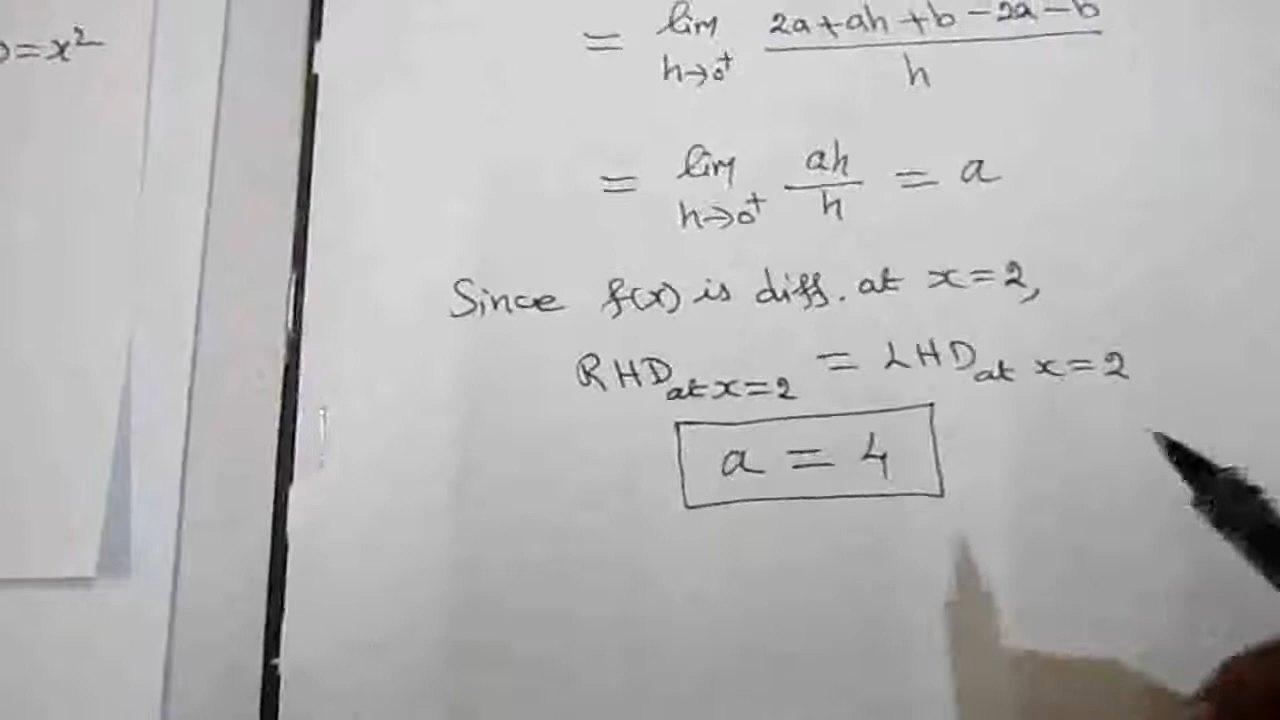 = x²
= lim h→0⁺ (2a+ah+b-2a-b)/h
= lim h→0⁺ ah/h = a
Since f(x) is diff. at x=2,
RHD at x=2 = LHD at x=2
a = 4